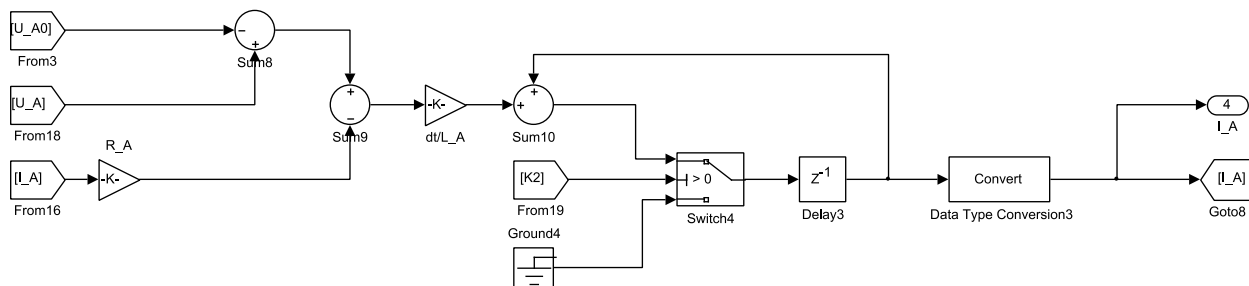 [U_A0]
From3
−
+
Sum8
[U_A]
From18
R_A
[I_A]
-K-
From16
+
−
Sum9
-K-
dt/L_A
+
+
Sum10
[K2]
From19
> 0
Switch4
Ground4
Z-1
Delay3
Convert
Data Type Conversion3
4
I_A
[I_A]
Goto8